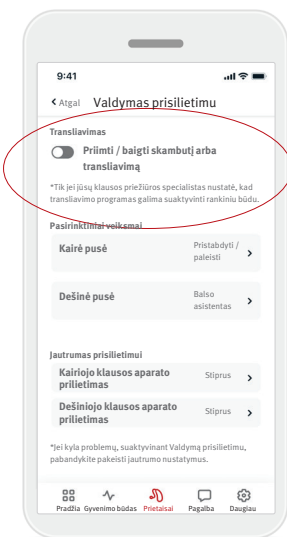 9:41
Atgal Valdymas prisilietimu
Transliavimas
Priimti / baigti skambutį arba
transliavimą
*Tik jei jūsų klausos priežiūros specialistas nustatė, kad
transliavimo programas galima suaktyvinti rankiniu būdu.
Pasirinktiniai veiksmai
Kairė pusė
Pristabdyti /
paleisti
Dešinė pusė
Balso
asistentas
Jautrumas prisilietimui
Kairiojo klausos aparato
prilietimas
Stiprus
Dešiniojo klausos aparato
prilietimas
Stiprus
*Jei kyla problemų, suaktyvinant Valdymą prisilietimu,
pabandykite pakeisti jautrumo nustatymus.
Pradžia Gyvenimo būdas Prietaisai Pagalba Daugiau